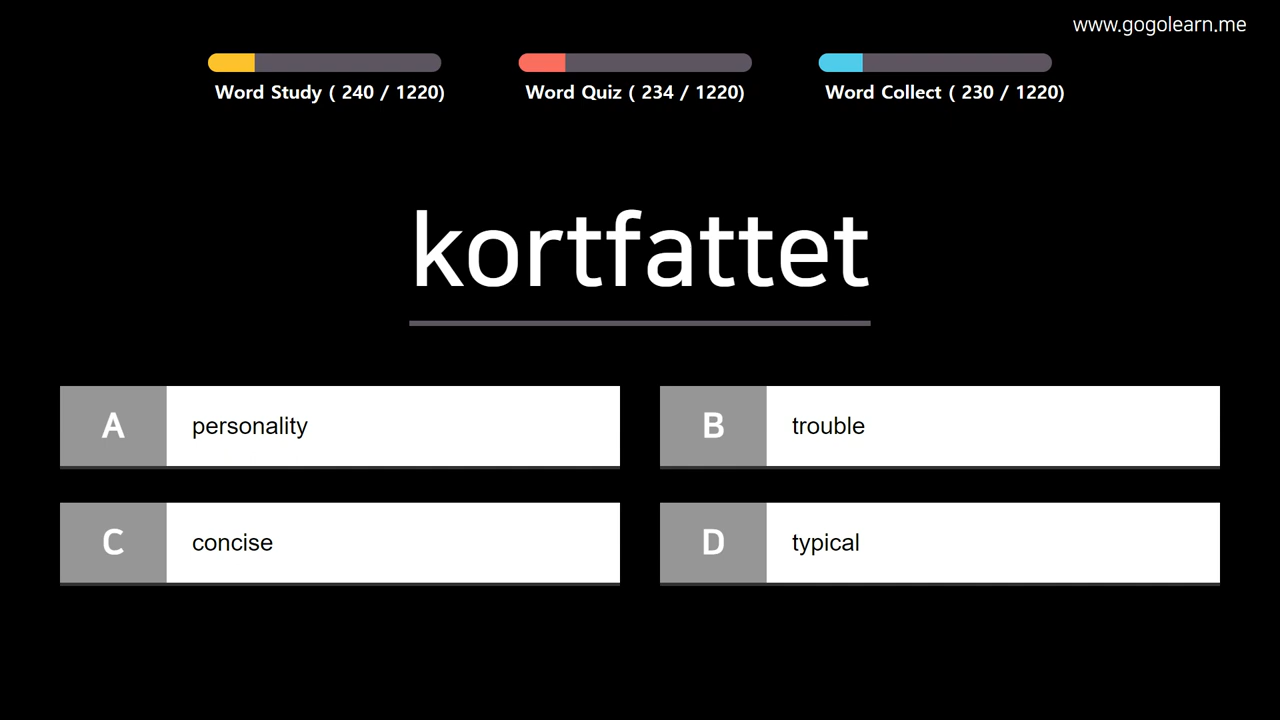 www.gogolearn.me
Word Study ( 240 / 1220)
Word Quiz ( 234 / 1220)
Word Collect ( 230 / 1220)
kortfattet
A personality
B trouble
C concise
D typical